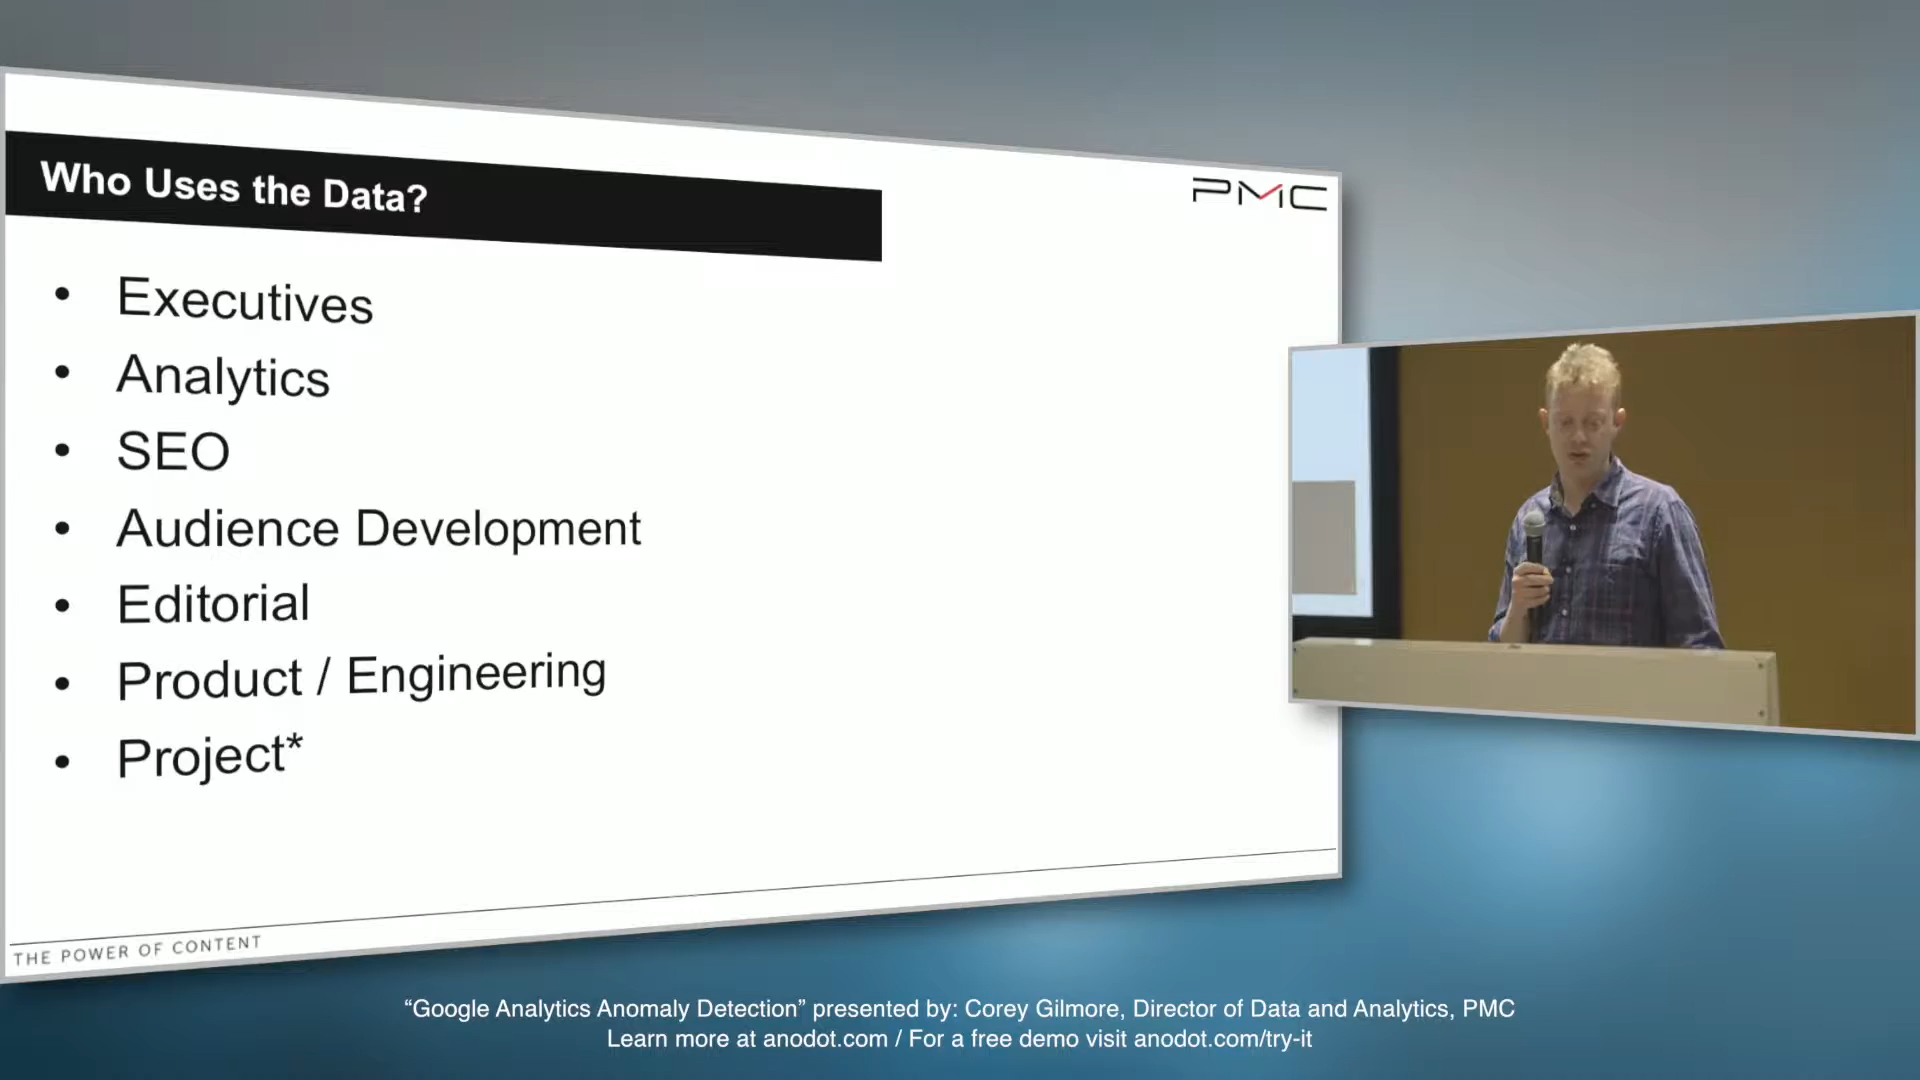 Who Uses the Data?
PMC
• Executives
• Analytics
• SEO
• Audience Development
• Editorial
• Product / Engineering
• Project*
THE POWER OF CONTENT
“Google Analytics Anomaly Detection” presented by: Corey Gilmore, Director of Data and Analytics, PMC
Learn more at anodot.com / For a free demo visit anodot.com/try-it